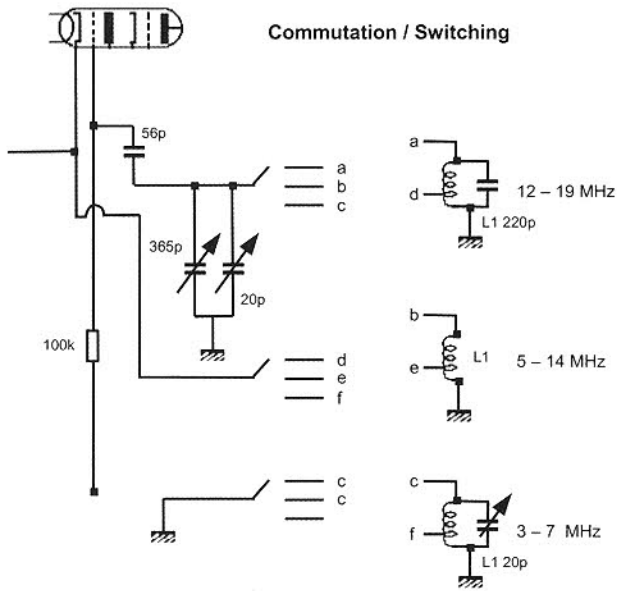 Commutation / Switching
56p
a
b
c
a
d
12 – 19 MHz
L1 220p
365p
20p
b
e
L1
5 – 14 MHz
100k
d
e
f
c
c
c
f
3 – 7 MHz
L1 20p